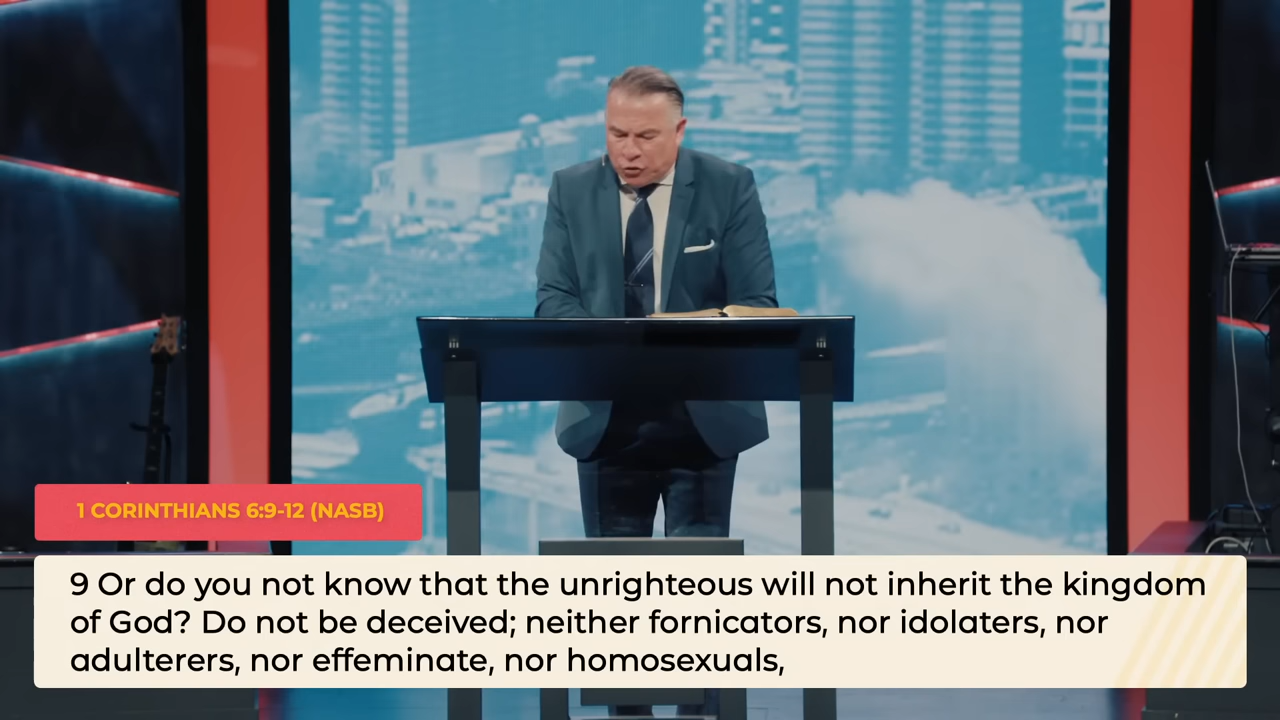 1 CORINTHIANS 6:9-12 (NASB)
9 Or do you not know that the unrighteous will not inherit the kingdom
of God? Do not be deceived; neither fornicators, nor idolaters, nor
adulterers, nor effeminate, nor homosexuals,